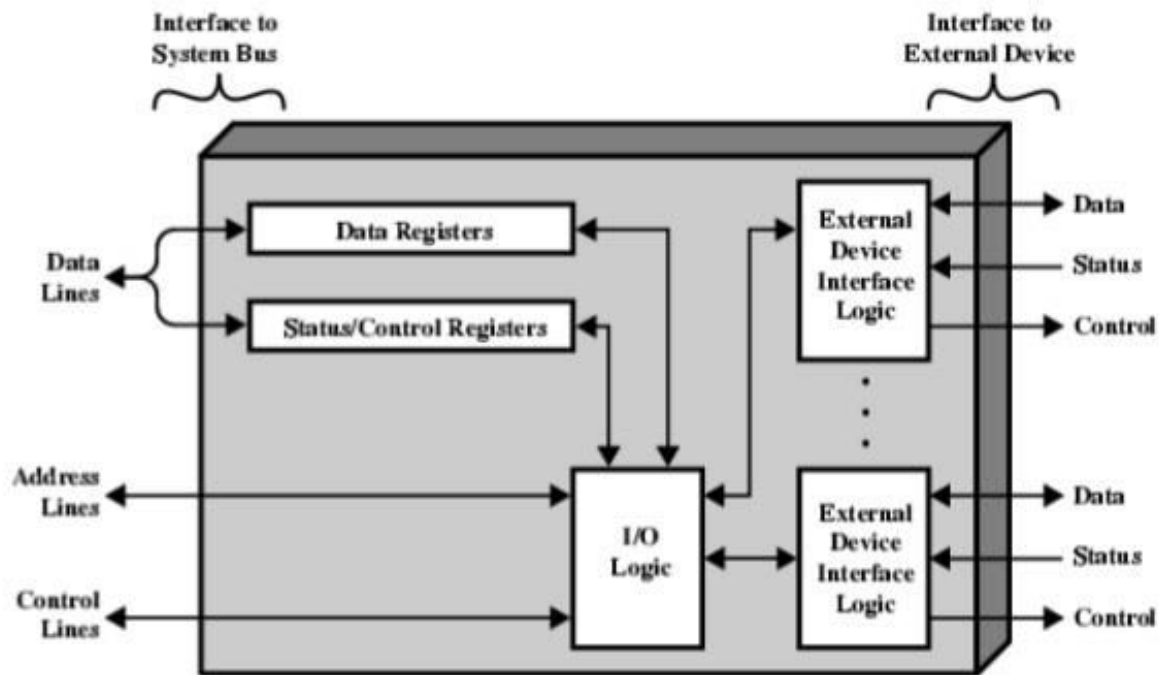 Interface to
System Bus
Interface to
External Device
Data Registers
Status/Control Registers
Data
Lines
Address
Lines
Control
Lines
I/O
Logic
External
Device
Interface
Logic
Data
Status
Control
External
Device
Interface
Logic
Data
Status
Control